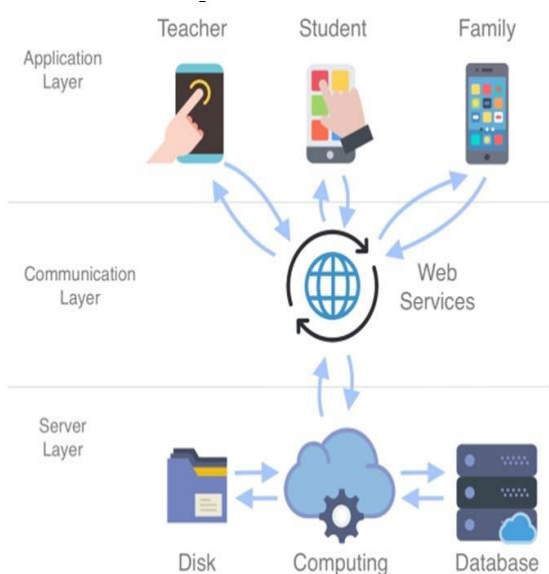 Teacher Student Family
Application
Layer
Communication
Layer
Web
Services
Server
Layer
Disk Computing Database